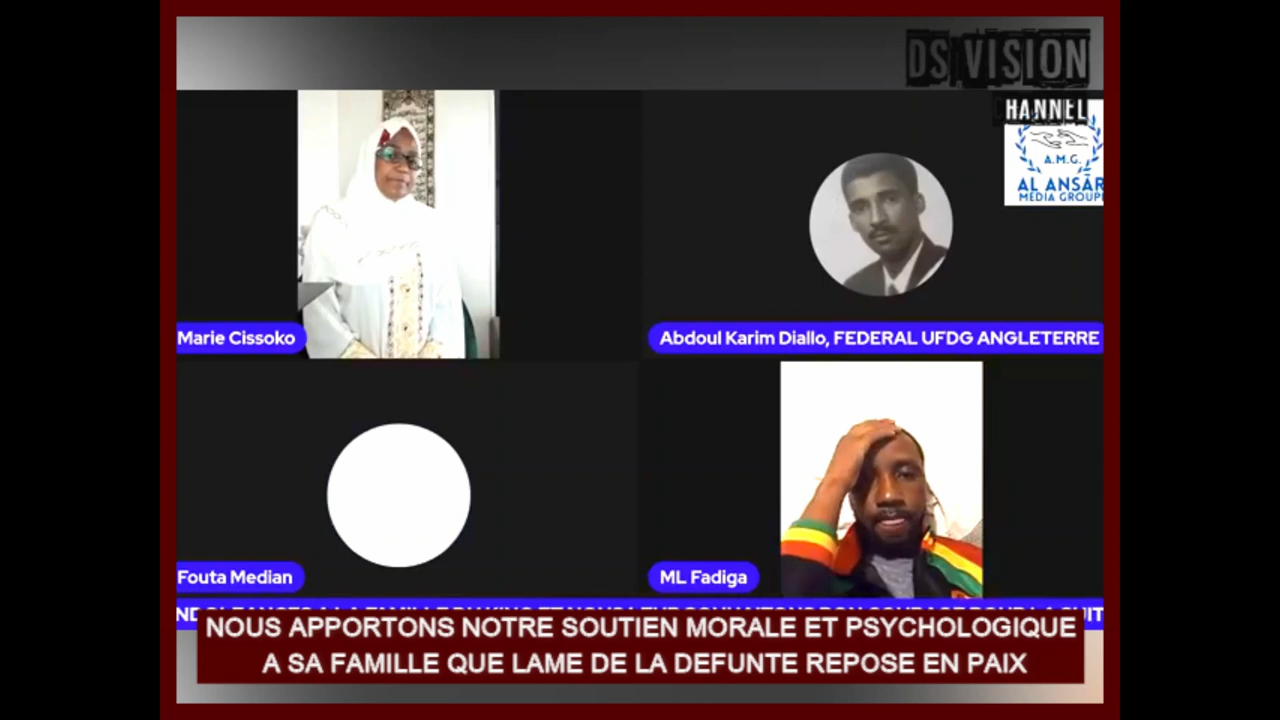 DS VISION
HANNEL
A.M.G.
AL ANSĀR
MEDIA GROUP
Marie Cissoko
Abdoul Karim Diallo, FEDERAL UFDG ANGLETERRE
Fouta Median
ML Fadiga
NOUS APPORTONS NOTRE SOUTIEN MORALE ET PSYCHOLOGIQUE
A SA FAMILLE QUE LAME DE LA DEFUNTE REPOSE EN PAIX